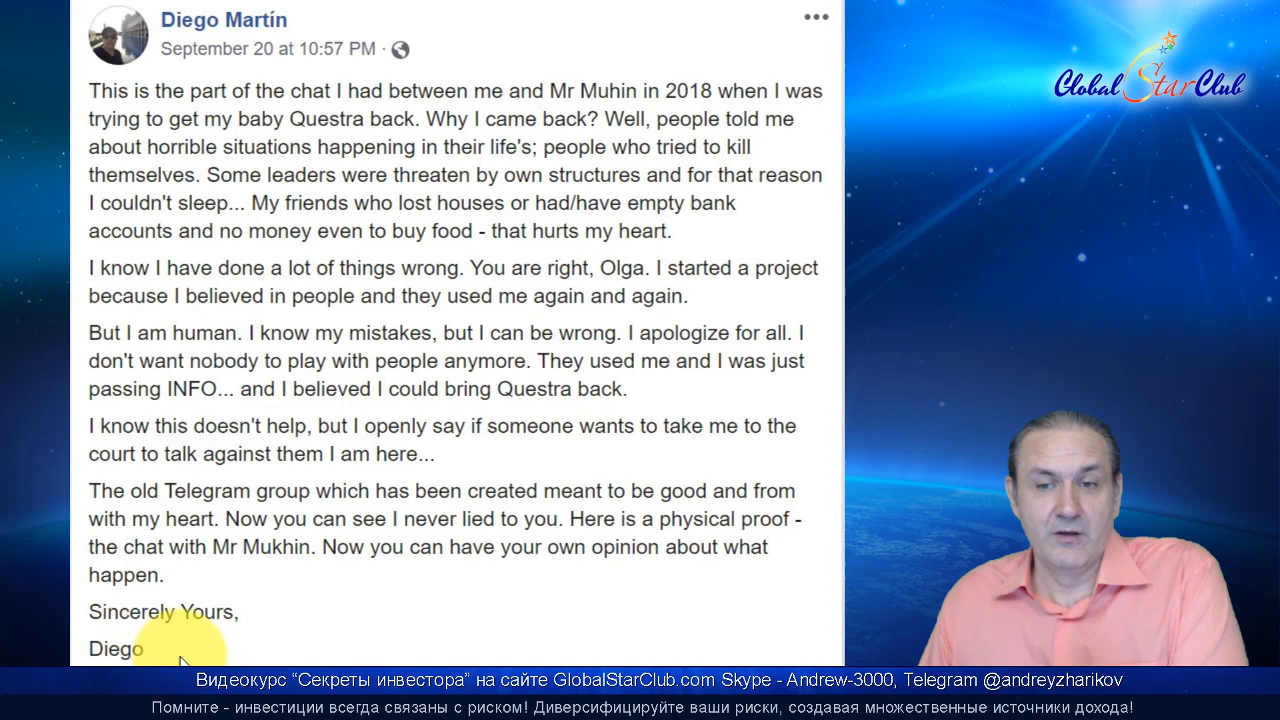 Diego Martín
September 20 at 10:57 PM ·
This is the part of the chat I had between me and Mr Muhin in 2018 when I was
trying to get my baby Questra back. Why I came back? Well, people told me
about horrible situations happening in their life's; people who tried to kill
themselves. Some leaders were threaten by own structures and for that reason
I couldn't sleep... My friends who lost houses or had/have empty bank
accounts and no money even to buy food - that hurts my heart.
I know I have done a lot of things wrong. You are right, Olga. I started a project
because I believed in people and they used me again and again.
But I am human. I know my mistakes, but I can be wrong. I apologize for all. I
don't want nobody to play with people anymore. They used me and I was just
passing INFO... and I believed I could bring Questra back.
I know this doesn't help, but I openly say if someone wants to take me to the
court to talk against them I am here...
The old Telegram group which has been created meant to be good and from
with my heart. Now you can see I never lied to you. Here is a physical proof -
the chat with Mr Mukhin. Now you can have your own opinion about what
happen.
Sincerely Yours,
Diego
Global Star Club
Видеокурс “Секреты инвестора” на сайте GlobalStarClub.com Skype - Andrew-3000, Telegram @andreyzharikov
Помните - инвестиции всегда связаны с риском! Диверсифицируйте ваши риски, создавая множественные источники дохода!